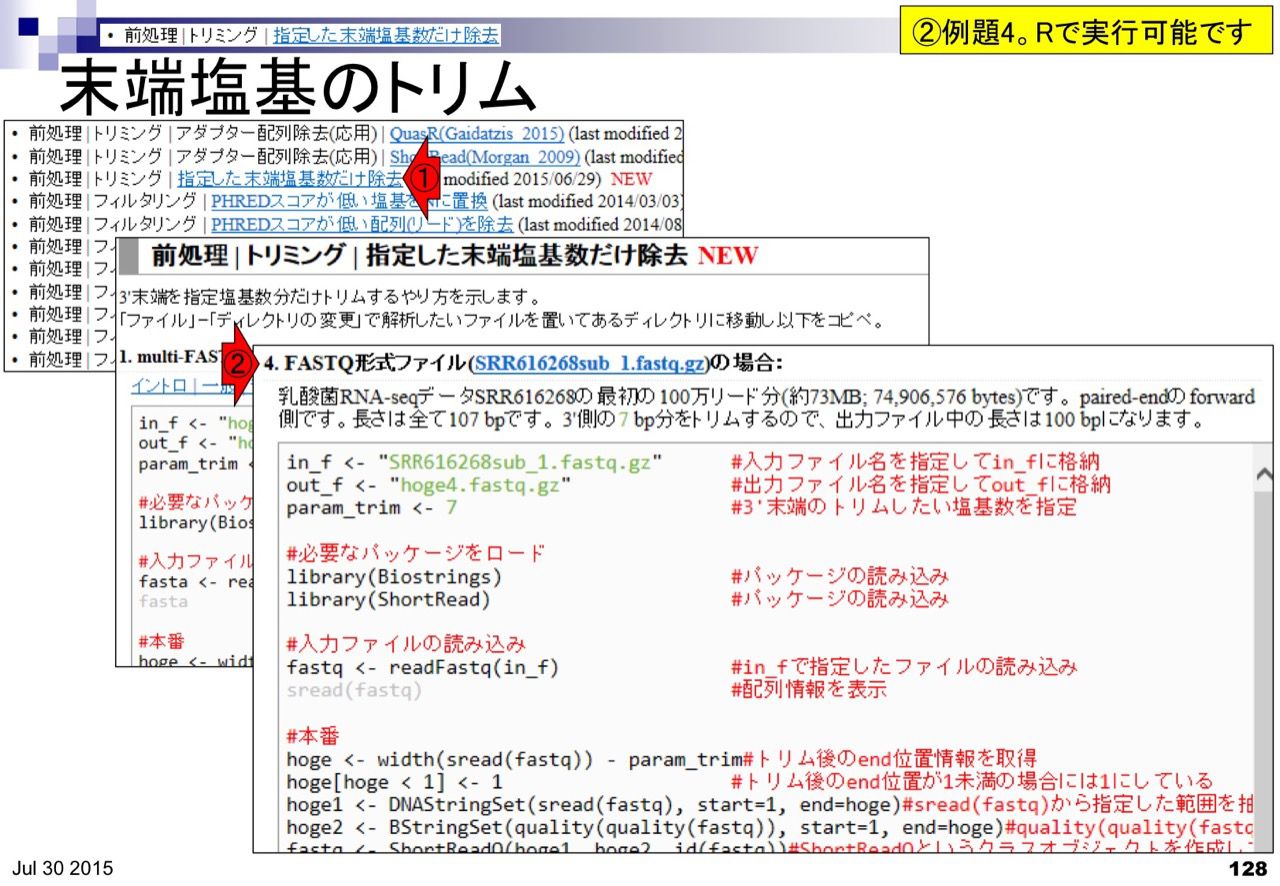 • 前処理|トリミング|指定した末端塩基数だけ除去
②例題4。Rで実行可能です
末端塩基のトリム
• 前処理|トリミング|アダプター配列除去(応用)|QuasR(Gaidatzis_2015) (last modified 2
• 前処理|トリミング|アダプター配列除去(応用)|Sho Read(Morgan_2009) (last modified
• 前処理|トリミング|指定した末端塩基数だけ除去 ① modified 2015/06/29) NEW
• 前処理|フィルタリング|PHREDスコアが低い塩基をNに置換 (last modified 2014/03/03)
• 前処理|フィルタリング|PHREDスコアが低い配列(リード)を除去 (last modified 2014/08
• 前処理|フィ
• 前処理|フィ
• 前処理|フィ
• 前処理|フィ
• 前処理|フィ
• 前処理|フィ
前処理|トリミング|指定した末端塩基数だけ除去 NEW
3'末端を指定塩基数分だけトリムするやり方を示します。
「ファイル」-「ディレクトリの変更」で解析したいファイルを置いてあるディレクトリに移動し以下をコピペ。
1. multi-FAS
イントロ|一般
in_f <- "hog
out_f <- "ho
param_trim <
#必要なパッケ
library(Bios
#入力ファイル
fasta <- rea
fasta
#本番
hoge <- widt
②
4. FASTQ形式ファイル(SRR616268sub_1.fastq.gz)の場合:
乳酸菌RNA-seqデータSRR616268の最初の100万リード分(約73MB; 74,906,576 bytes)です。paired-endのforward
側です。長さは全て107 bpです。3'側の7 bp分をトリムするので、出力ファイル中の長さは100 bpになります。
in_f <- "SRR616268sub_1.fastq.gz" #入力ファイル名を指定してin_fに格納
out_f <- "hoge4.fastq.gz" #出力ファイル名を指定してout_fに格納
param_trim <- 7 #3'末端のトリムしたい塩基数を指定
#必要なパッケージをロード
library(Biostrings) #パッケージの読み込み
library(ShortRead) #パッケージの読み込み
#入力ファイルの読み込み
fastq <- readFastq(in_f) #in_fで指定したファイルの読み込み
sread(fastq) #配列情報を表示
#本番
hoge <- width(sread(fastq)) - param_trim#トリム後のend位置情報を取得
hoge[hoge < 1] <- 1 #トリム後のend位置が1未満の場合には1にしている
hoge1 <- DNAStringSet(sread(fastq), start=1, end=hoge)#sread(fastq)から指定した範囲を抽
hoge2 <- BStringSet(quality(quality(fastq)), start=1, end=hoge)#quality(quality(fastq
fastq <- ShortReadQ(hoge1, hoge2, id(fastq))#ShortReadQというクラスオブジェクトを作成して
Jul 30 2015
128